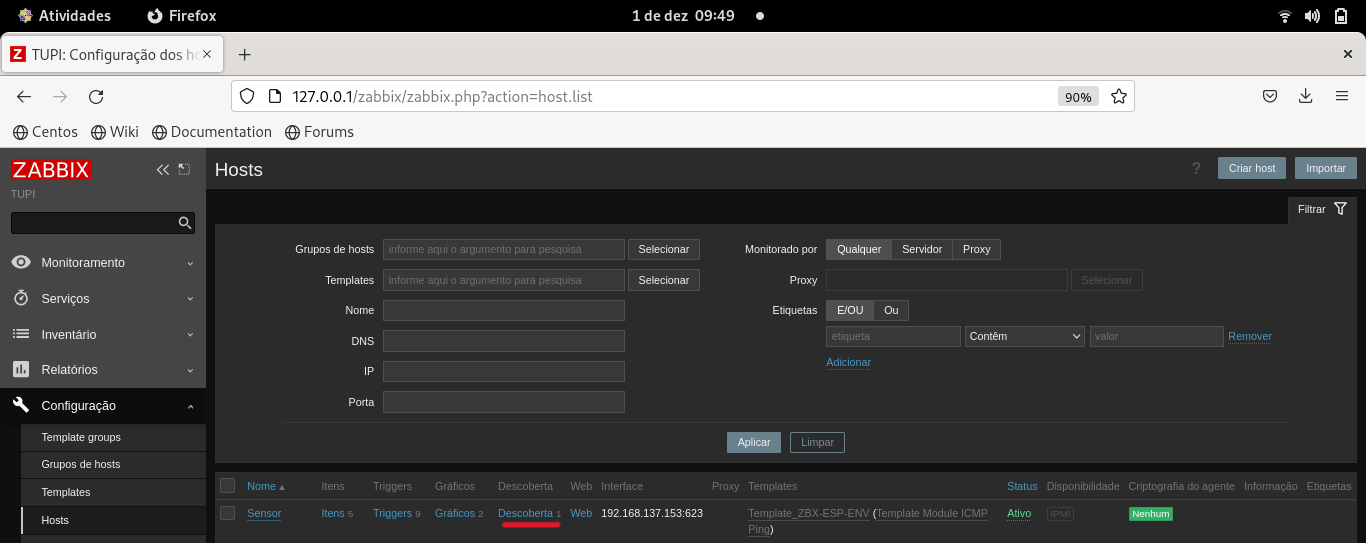 Atividades Firefox 1 de dez 09:49
Z TUPI: Configuração dos ho
127.0.0.1/zabbix/zabbix.php?action=host.list 90%
Centos Wiki Documentation Forums
ZABBIX
TUPI
Monitoramento
Serviços
Inventário
Relatórios
Configuração
Template groups
Grupos de hosts
Templates
Hosts
Hosts ? Criar host Importar
Filtrar
Grupos de hosts informe aqui o argumento para pesquisa Selecionar Monitorado por Qualquer Servidor Proxy
Templates informe aqui o argumento para pesquisa Selecionar Proxy Selecionar
Nome Etiquetas E/OU Ou
DNS etiqueta Contêm valor Remover
IP Adicionar
Porta
Aplicar Limpar
Nome Itens Triggers Gráficos Descoberta Web Interface Proxy Templates Status Disponibilidade Criptografia do agente Informação Etiquetas
Sensor Itens 5 Triggers 9 Gráficos 2 Descoberta 1 Web 192.168.137.153:623 Template_ZBX-ESP-ENV (Template Module ICMP Ativo IPMI Nenhum
Ping)